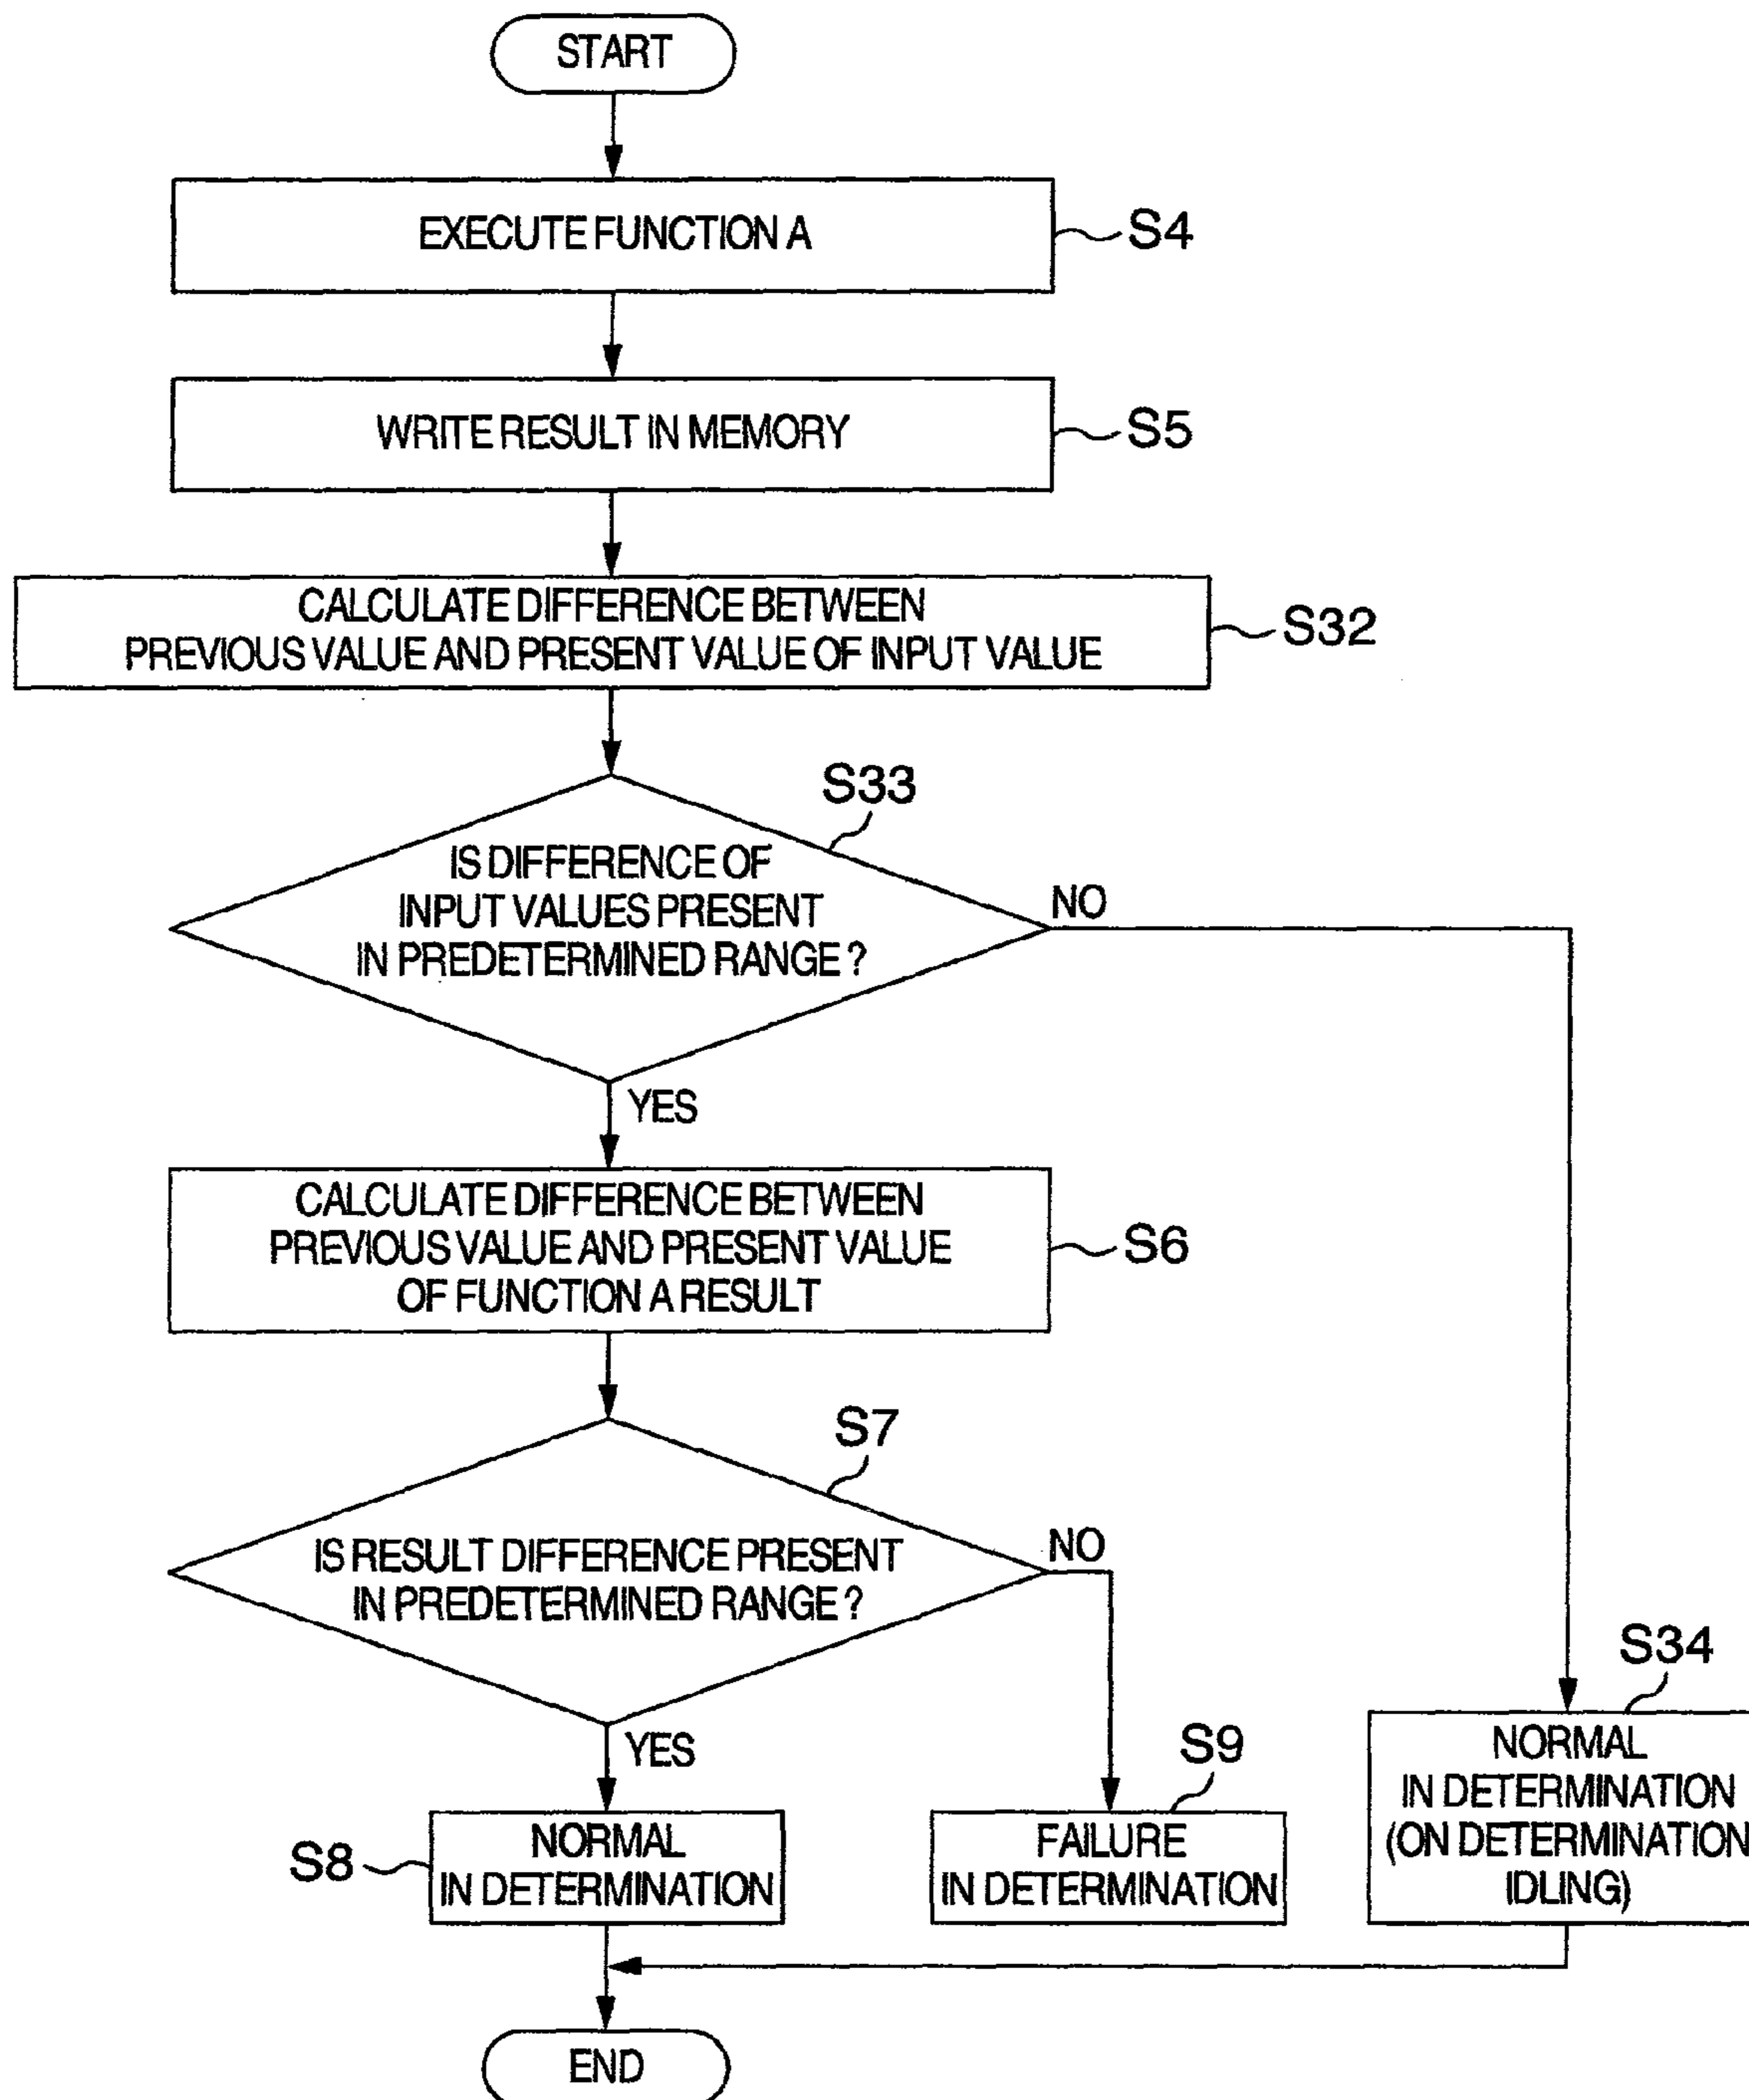 START
EXECUTE FUNCTION A
S4
WRITE RESULT IN MEMORY
S5
CALCULATE DIFFERENCE BETWEEN
PREVIOUS VALUE AND PRESENT VALUE OF INPUT VALUE
S32
S33
IS DIFFERENCE OF
INPUT VALUES PRESENT
IN PREDETERMINED RANGE?
NO
YES
CALCULATE DIFFERENCE BETWEEN
PREVIOUS VALUE AND PRESENT VALUE
OF FUNCTION A RESULT
S6
S7
IS RESULT DIFFERENCE PRESENT
IN PREDETERMINED RANGE?
NO
YES
S8
NORMAL
IN DETERMINATION
S9
FAILURE
IN DETERMINATION
S34
NORMAL
IN DETERMINATION
(ON DETERMINATION
IDLING)
END